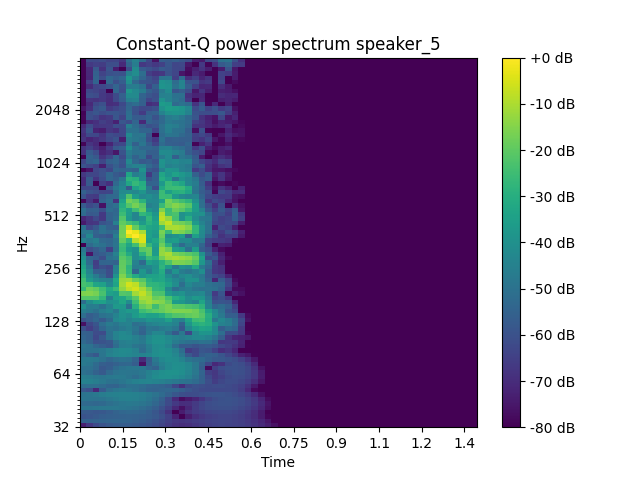 Constant-Q power spectrum speaker_5
Hz
2048
1024
512
256
128
64
32
0 0.15 0.3 0.45 0.6 0.75 0.9 1.1 1.2 1.4
Time
+0 dB
-10 dB
-20 dB
-30 dB
-40 dB
-50 dB
-60 dB
-70 dB
-80 dB